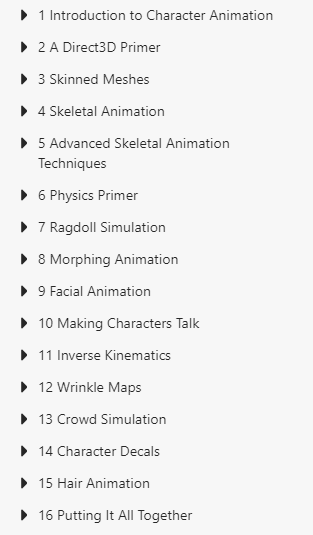 1 Introduction to Character Animation
2 A Direct3D Primer
3 Skinned Meshes
4 Skeletal Animation
5 Advanced Skeletal Animation
Techniques
6 Physics Primer
7 Ragdoll Simulation
8 Morphing Animation
9 Facial Animation
10 Making Characters Talk
11 Inverse Kinematics
12 Wrinkle Maps
13 Crowd Simulation
14 Character Decals
15 Hair Animation
16 Putting It All Together